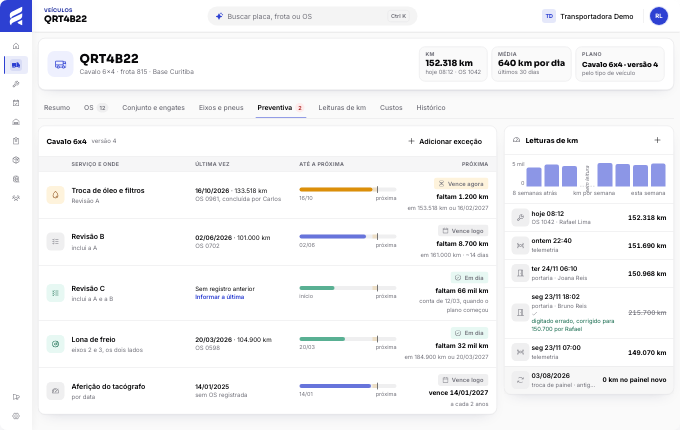 VEÍCULOS
QRT4B22
Buscar placa, frota ou OS
Ctrl K
TD
Transportadora Demo
RL
QRT4B22
Cavalo 6×4 · frota 815 · Base Curitiba
KM
152.318 km
hoje 08:12 · OS 1042
MÉDIA
640 km por dia
últimos 30 dias
PLANO
Cavalo 6x4 · versão 4
pelo tipo de veículo
Resumo
OS 12
Conjunto e engates
Eixos e pneus
Preventiva 2
Leituras de km
Custos
Histórico
Cavalo 6x4 versão 4
Adicionar exceção
SERVIÇO E ONDE
ÚLTIMA VEZ
ATÉ A PRÓXIMA
PRÓXIMA
Troca de óleo e filtros
Revisão A
16/10/2026 · 133.518 km
OS 0961, concluída por Carlos
16/10
próxima
Vence agora
faltam 1.200 km
em 153.518 km ou 16/02/2027
Revisão B
inclui a A
02/06/2026 · 101.000 km
OS 0702
02/06
próxima
Vence logo
faltam 8.700 km
em 161.000 km · ~14 dias
Revisão C
inclui a A e a B
Sem registro anterior
Informar a última
início
próxima
Em dia
faltam 66 mil km
conta de 12/03, quando o
plano começou
Lona de freio
eixos 2 e 3, os dois lados
20/03/2026 · 104.900 km
OS 0598
20/03
próxima
Em dia
faltam 32 mil km
em 184.900 km ou 20/03/2027
Aferição do tacógrafo
por data
14/01/2025
sem OS registrada
14/01
próxima
Vence logo
vence 14/01/2027
a cada 2 anos
Leituras de km
5 mil
0
sem leitura
8 semanas atrás
km por semana
esta semana
hoje 08:12
OS 1042 · Rafael Lima
152.318 km
ontem 22:40
telemetria
151.690 km
ter 24/11 06:10
portaria · Joana Reis
150.968 km
seg 23/11 18:02
portaria · Bruno Reis
215.700 km
digitado errado, corrigido para
150.700 por Rafael
seg 23/11 07:00
telemetria
149.070 km
03/08/2026
troca de painel · antig...
0 km no painel novo